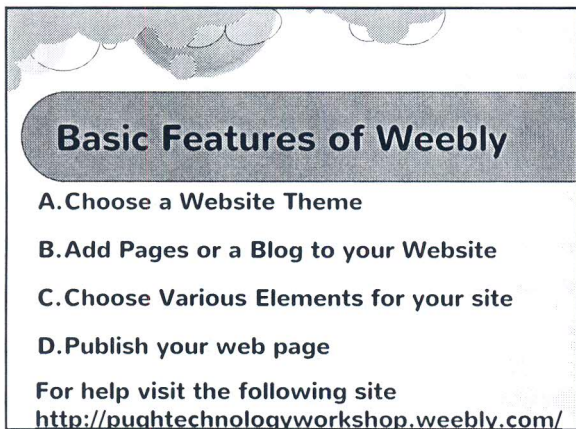 Basic Features of Weebly
A.Choose a Website Theme
B.Add Pages or a Blog to your Website
C.Choose Various Elements for your site
D.Publish your web page
For help visit the following site
http://pughtechnologyworkshop.weebly.com/